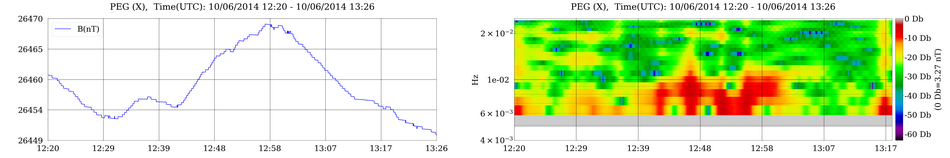 PEG (X), Time(UTC): 10/06/2014 12:20 - 10/06/2014 13:26
26470
26465
26460
26454
26449
B(nT)
12:20 12:29 12:39 12:48 12:58 13:07 13:17 13:26
PEG (X), Time(UTC): 10/06/2014 12:20 - 10/06/2014 13:26
Hz.
2 × 10⁻²
1e-02
6 × 10⁻³
4 × 10⁻³
12:20 12:29 12:39 12:48 12:58 13:07 13:17
0 Db
-10 Db
-20 Db
-30 Db
-40 Db
-50 Db
-60 Db
(0 Db=3.27 nT)